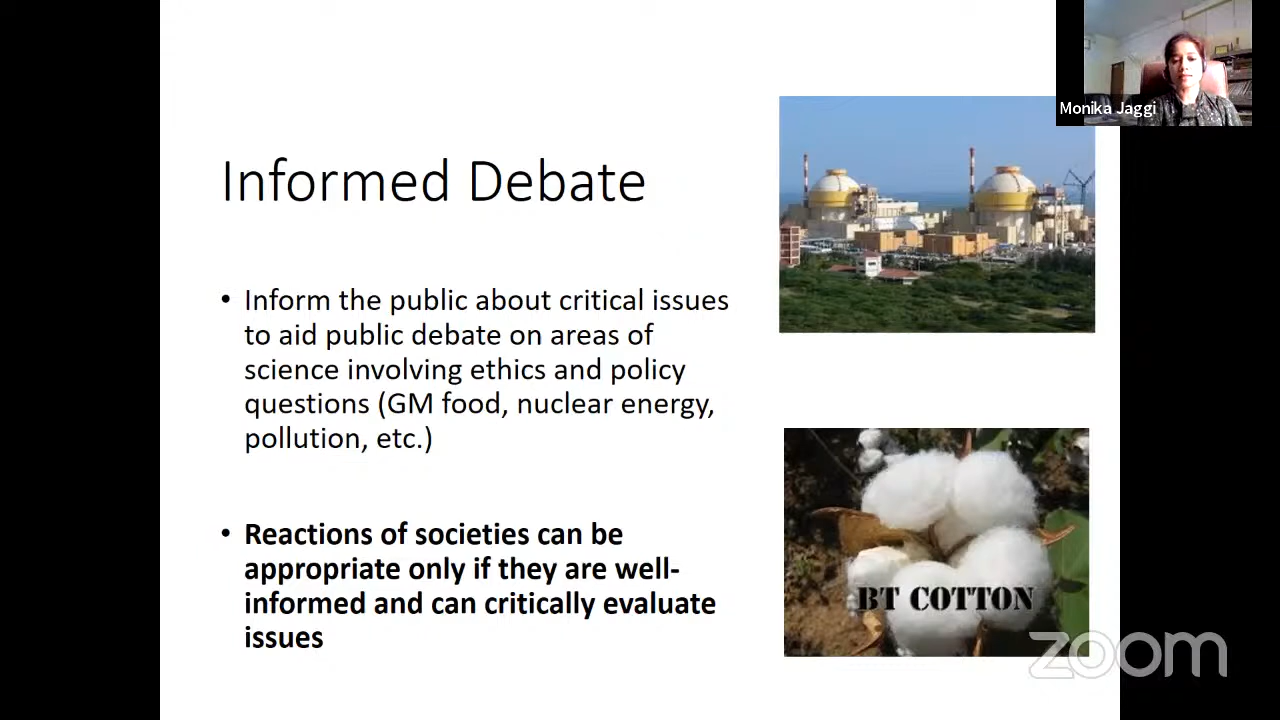 Monika Jaggi
Informed Debate
• Inform the public about critical issues
to aid public debate on areas of
science involving ethics and policy
questions (GM food, nuclear energy,
pollution, etc.)
• Reactions of societies can be
appropriate only if they are well-
informed and can critically evaluate
issues
BT COTTON
zoom